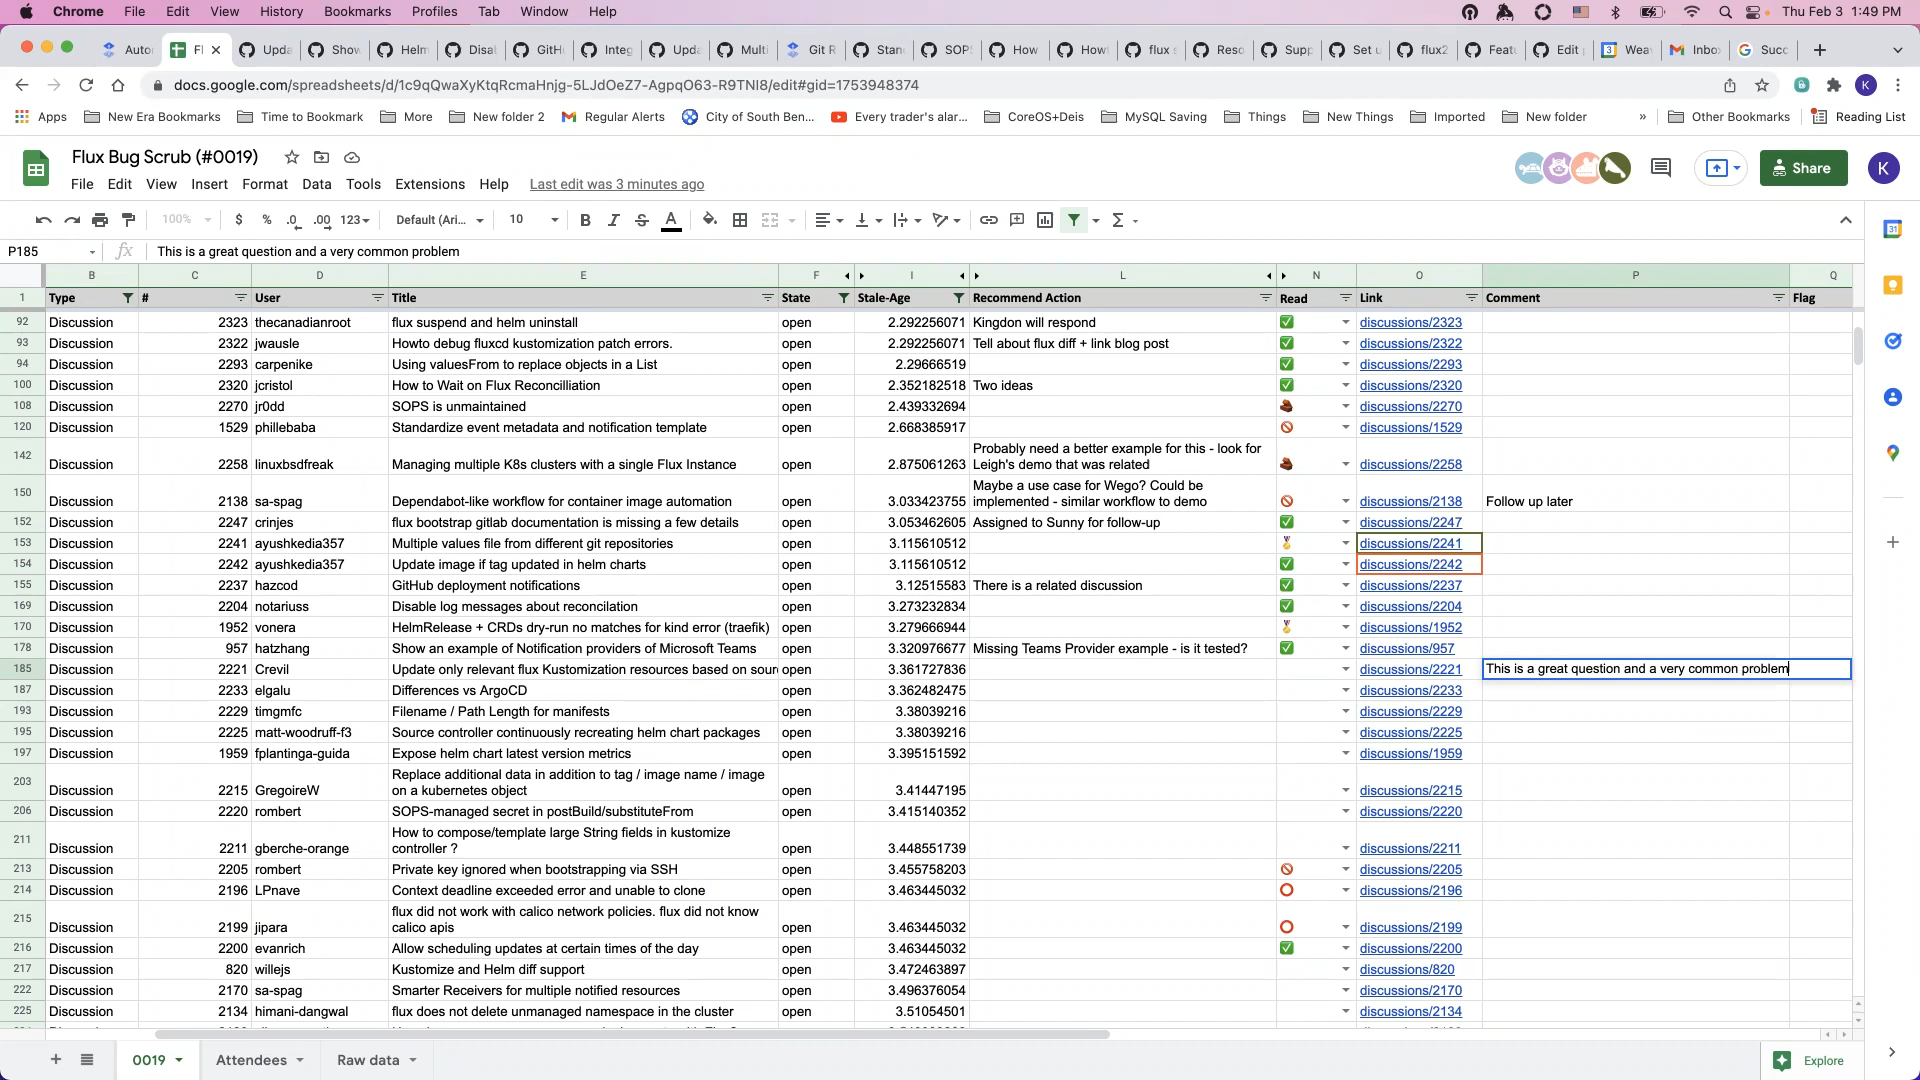 Chrome File Edit View History Bookmarks Profiles Tab Window Help Thu Feb 3 1:49 PM
Auto Fl Upda Show Helm Disa GitH Integ Upda Multi Git R Stan SOPS How How flux s Reso Supp Set u flux2 Featu Edit Wea Inbo Succ
docs.google.com/spreadsheets/d/1c9qQwaXyKtqRcmaHnjg-5LJdOeZ7-AgpqO63-R9TNI8/edit#gid=1753948374
Apps New Era Bookmarks Time to Bookmark More New folder 2 Regular Alerts City of South Ben... Every trader's alar... CoreOS+Deis MySQL Saving Things New Things Imported New folder » Other Bookmarks Reading List
Flux Bug Scrub (#0019)
File Edit View Insert Format Data Tools Extensions Help Last edit was 3 minutes ago
Share K
100% $ % .0 .00 123 Default (Ari... 10 B I S A
P185 fx This is a great question and a very common problem
B C D E F I L N O P Q
1 Type # User Title State Stale-Age Recommend Action Read Link Comment Flag
92 Discussion 2323 thecanadianroot flux suspend and helm uninstall open 2.292256071 Kingdon will respond ✅ discussions/2323
93 Discussion 2322 jwausle Howto debug fluxcd kustomization patch errors. open 2.292256071 Tell about flux diff + link blog post ✅ discussions/2322
94 Discussion 2293 carpenike Using valuesFrom to replace objects in a List open 2.29666519 ✅ discussions/2293
100 Discussion 2320 jcristol How to Wait on Flux Reconcilliation open 2.352182518 Two ideas ✅ discussions/2320
108 Discussion 2270 jr0dd SOPS is unmaintained open 2.439332694 discussions/2270
120 Discussion 1529 phillebaba Standardize event metadata and notification template open 2.668385917 🚫 discussions/1529
142 Discussion 2258 linuxbsdfreak Managing multiple K8s clusters with a single Flux Instance open 2.875061263 Probably need a better example for this - look for
Leigh's demo that was related discussions/2258
150 Discussion 2138 sa-spag Dependabot-like workflow for container image automation open 3.033423755 Maybe a use case for Wego? Could be
implemented - similar workflow to demo 🚫 discussions/2138 Follow up later
152 Discussion 2247 crinjes flux bootstrap gitlab documentation is missing a few details open 3.053462605 Assigned to Sunny for follow-up ✅ discussions/2247
153 Discussion 2241 ayushkedia357 Multiple values file from different git repositories open 3.115610512 🏅 discussions/2241
154 Discussion 2242 ayushkedia357 Update image if tag updated in helm charts open 3.115610512 ✅ discussions/2242
155 Discussion 2237 hazcod GitHub deployment notifications open 3.12515583 There is a related discussion ✅ discussions/2237
169 Discussion 2204 notariuss Disable log messages about reconcilation open 3.273232834 ✅ discussions/2204
170 Discussion 1952 vonera HelmRelease + CRDs dry-run no matches for kind error (traefik) open 3.279666944 🏅 discussions/1952
178 Discussion 957 hatzhang Show an example of Notification providers of Microsoft Teams open 3.320976677 Missing Teams Provider example - is it tested? ✅ discussions/957
185 Discussion 2221 Crevil Update only relevant flux Kustomization resources based on sour open 3.361727836 discussions/2221 This is a great question and a very common problem
187 Discussion 2233 elgalu Differences vs ArgoCD open 3.362482475 discussions/2233
193 Discussion 2229 timgmfc Filename / Path Length for manifests open 3.38039216 discussions/2229
195 Discussion 2225 matt-woodruff-f3 Source controller continuously recreating helm chart packages open 3.38039216 discussions/2225
197 Discussion 1959 fplantinga-guida Expose helm chart latest version metrics open 3.395151592 discussions/1959
203 Discussion 2215 GregoireW Replace additional data in addition to tag / image name / image
on a kubernetes object open 3.41447195 discussions/2215
206 Discussion 2220 rombert SOPS-managed secret in postBuild/substituteFrom open 3.415140352 discussions/2220
211 Discussion 2211 gberche-orange How to compose/template large String fields in kustomize
controller ? open 3.448551739 discussions/2211
213 Discussion 2205 rombert Private key ignored when bootstrapping via SSH open 3.455758203 🚫 discussions/2205
214 Discussion 2196 LPnave Context deadline exceeded error and unable to clone open 3.463445032 ⭕ discussions/2196
215 Discussion 2199 jipara flux did not work with calico network policies. flux did not know
calico apis open 3.463445032 ⭕ discussions/2199
216 Discussion 2200 evanrich Allow scheduling updates at certain times of the day open 3.463445032 ✅ discussions/2200
217 Discussion 820 willejs Kustomize and Helm diff support open 3.472463897 discussions/820
222 Discussion 2170 sa-spag Smarter Receivers for multiple notified resources open 3.496376054 discussions/2170
225 Discussion 2134 himani-dangwal flux does not delete unmanaged namespace in the cluster open 3.51054501 discussions/2134
0019 Attendees Raw data Explore